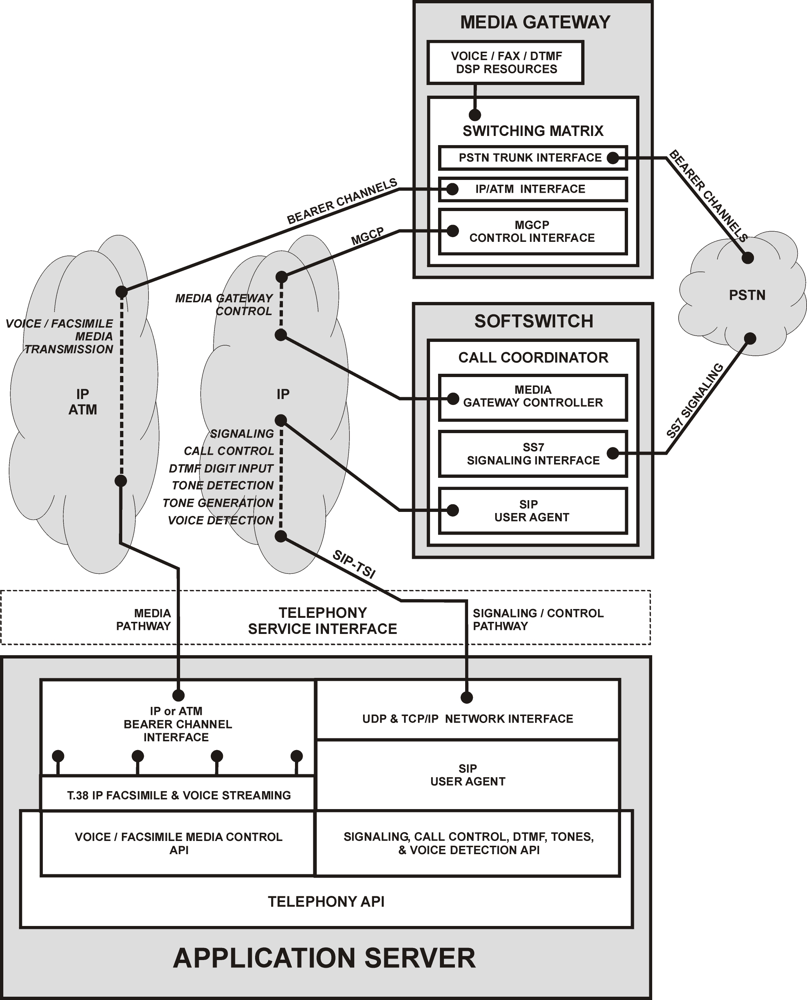 MEDIA GATEWAY
VOICE / FAX / DTMF
DSP RESOURCES
SWITCHING MATRIX
PSTN TRUNK INTERFACE
IP/ATM INTERFACE
MGCP
CONTROL INTERFACE
BEARER CHANNELS
BEARER CHANNELS
MGCP
PSTN
MEDIA GATEWAY
CONTROL
VOICE / FACSIMILE
MEDIA
TRANSMISSION
IP
ATM
IP
SOFTSWITCH
CALL COORDINATOR
MEDIA
GATEWAY CONTROLLER
SS7
SIGNALING INTERFACE
SIP
USER AGENT
SS7 SIGNALING
SIGNALING
CALL CONTROL
DTMF DIGIT INPUT
TONE DETECTION
TONE GENERATION
VOICE DETECTION
SIP-TSI
MEDIA
PATHWAY
TELEPHONY
SERVICE INTERFACE
SIGNALING / CONTROL
PATHWAY
IP or ATM
BEARER CHANNEL
INTERFACE
UDP & TCP/IP NETWORK INTERFACE
SIP
USER AGENT
T.38 IP FACSIMILE & VOICE STREAMING
VOICE / FACSIMILE MEDIA CONTROL
API
SIGNALING, CALL CONTROL, DTMF, TONES,
& VOICE DETECTION API
TELEPHONY API
APPLICATION SERVER